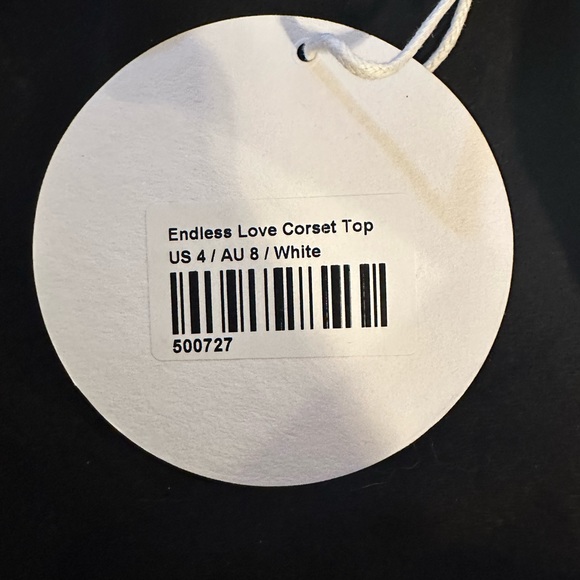 Endless Love Corset Top
US 4 / AU 8 / White
500727